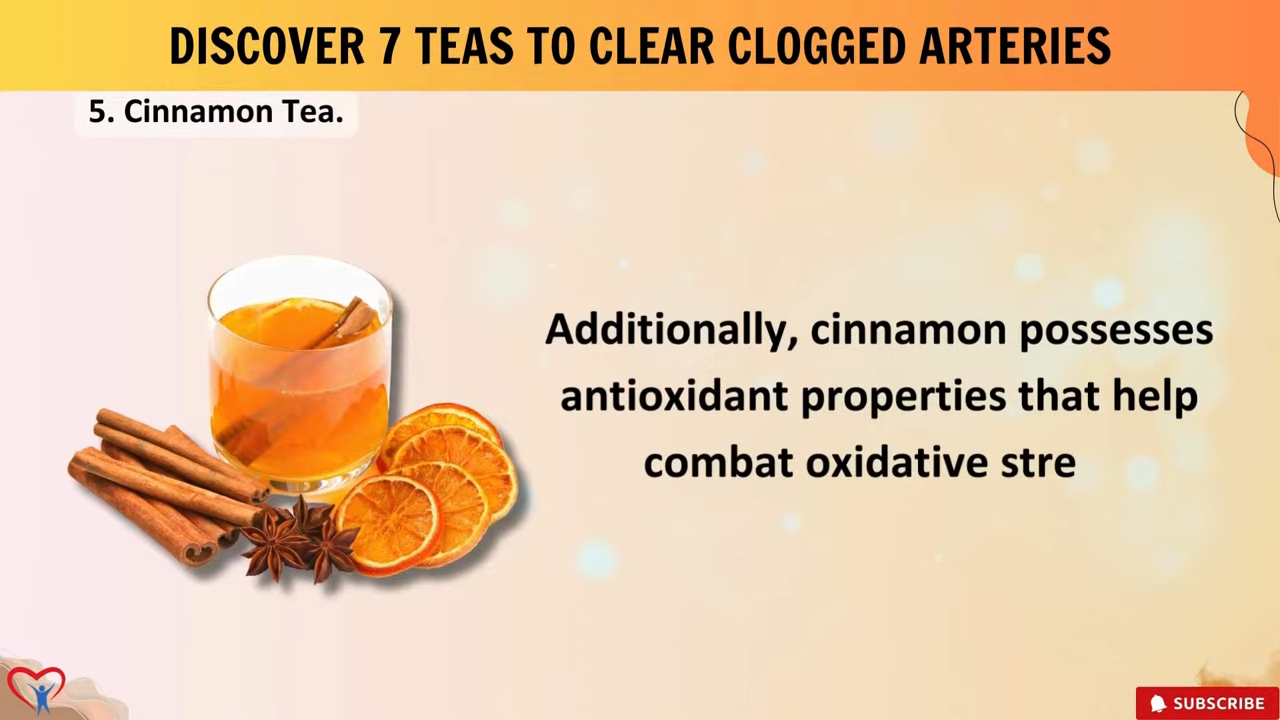 DISCOVER 7 TEAS TO CLEAR CLOGGED ARTERIES
5. Cinnamon Tea.
Additionally, cinnamon possesses
antioxidant properties that help
combat oxidative stre
SUBSCRIBE